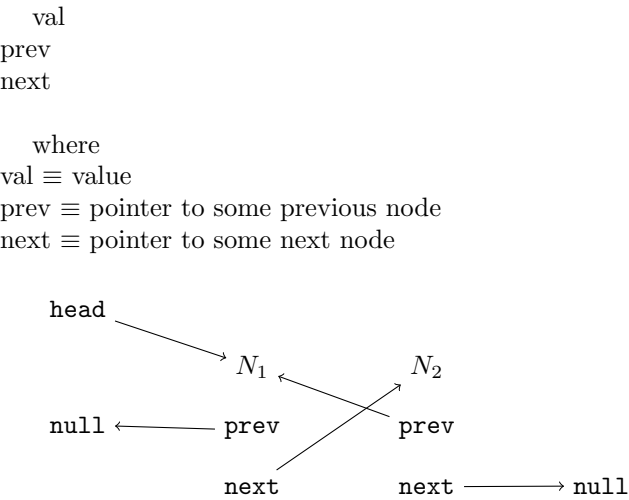 val
prev
next
where
val ≡ value
prev ≡ pointer to some previous node
next ≡ pointer to some next node
head
N₁ N₂
null prev prev
next next null